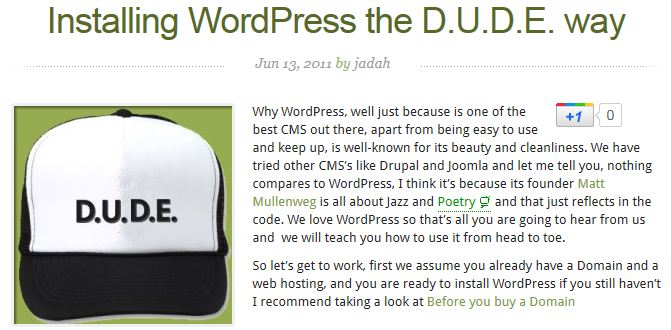 Installing WordPress the D.U.D.E. way
Jun 13, 2011 by jadah
D.U.D.E.
Why WordPress, well just because is one of the
best CMS out there, apart from being easy to use
and keep up, is well-known for its beauty and cleanliness. We have
tried other CMS's like Drupal and Joomla and let me tell you, nothing
compares to WordPress, I think it's because its founder Matt
Mullenweg is all about Jazz and Poetry and that just reflects in the
code. We love WordPress so that's all you are going to hear from us
and we will teach you how to use it from head to toe.
+1 0
So let's get to work, first we assume you already have a Domain and a
web hosting, and you are ready to install WordPress if you still haven't
I recommend taking a look at Before you buy a Domain